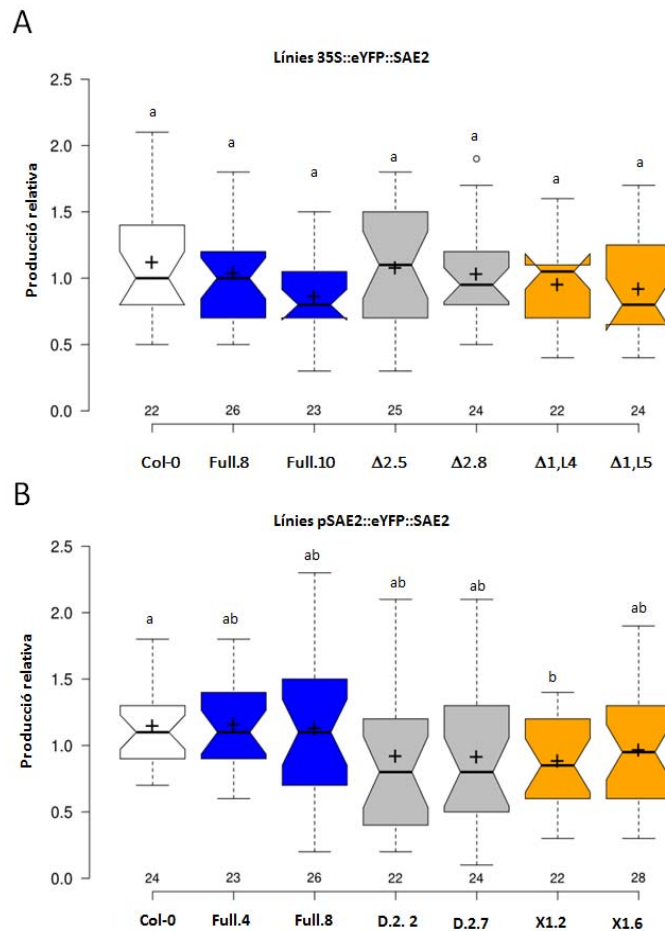 A
Línies 35S::eYFP::SAE2
Producció relativa
2.5
2.0
1.5
1.0
0.5
0.0
a a a a a a a
22 26 23 25 24 22 24
Col-0 Full.8 Full.10 Δ2.5 Δ2.8 Δ1,L4 Δ1,L5
B
Línies pSAE2::eYFP::SAE2
Producció relativa
2.5
2.0
1.5
1.0
0.5
0.0
a ab ab ab ab b ab
24 23 26 22 24 22 28
Col-0 Full.4 Full.8 D.2. 2 D.2.7 X1.2 X1.6